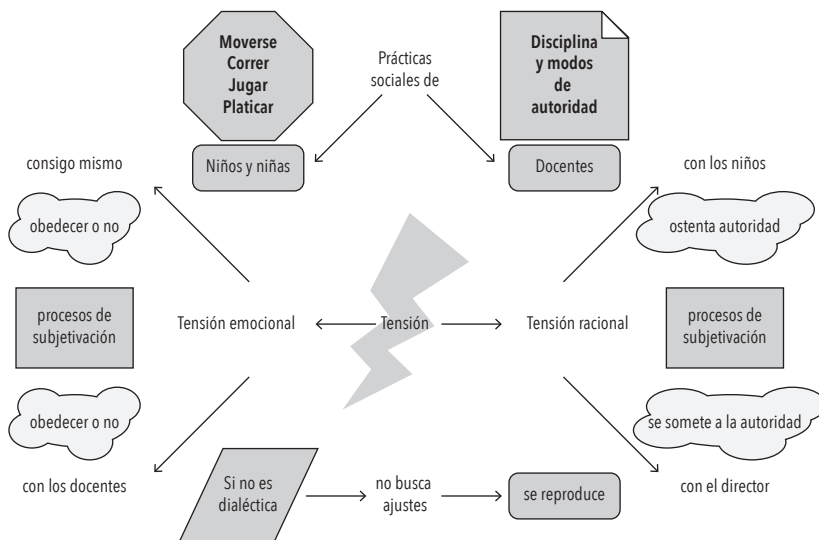 Moverse
Correr
Jugar
Platicar
Prácticas
sociales de
Disciplina
y modos
de
autoridad
consigo mismo
Niños y niñas
Docentes
con los niños
obedecer o no
ostenta autoridad
procesos de
subjetivación
Tensión emocional
Tensión
Tensión racional
procesos de
subjetivación
obedecer o no
se somete a la autoridad
con los docentes
Si no es
dialéctica
no busca
ajustes
se reproduce
con el director